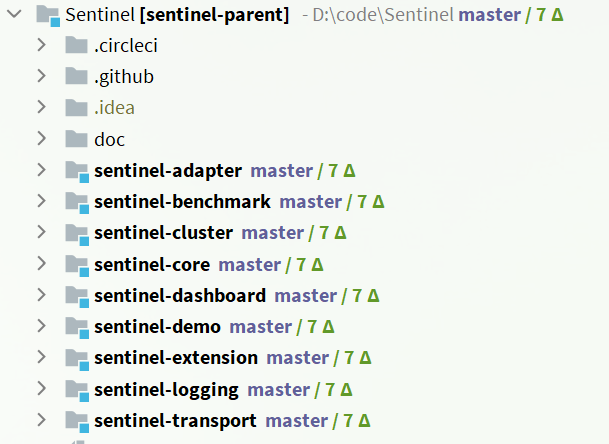 Sentinel [sentinel-parent] - D:\code\Sentinel master / 7 Δ
.circleci
.github
.idea
doc
sentinel-adapter master / 7 Δ
sentinel-benchmark master / 7 Δ
sentinel-cluster master / 7 Δ
sentinel-core master / 7 Δ
sentinel-dashboard master / 7 Δ
sentinel-demo master / 7 Δ
sentinel-extension master / 7 Δ
sentinel-logging master / 7 Δ
sentinel-transport master / 7 Δ